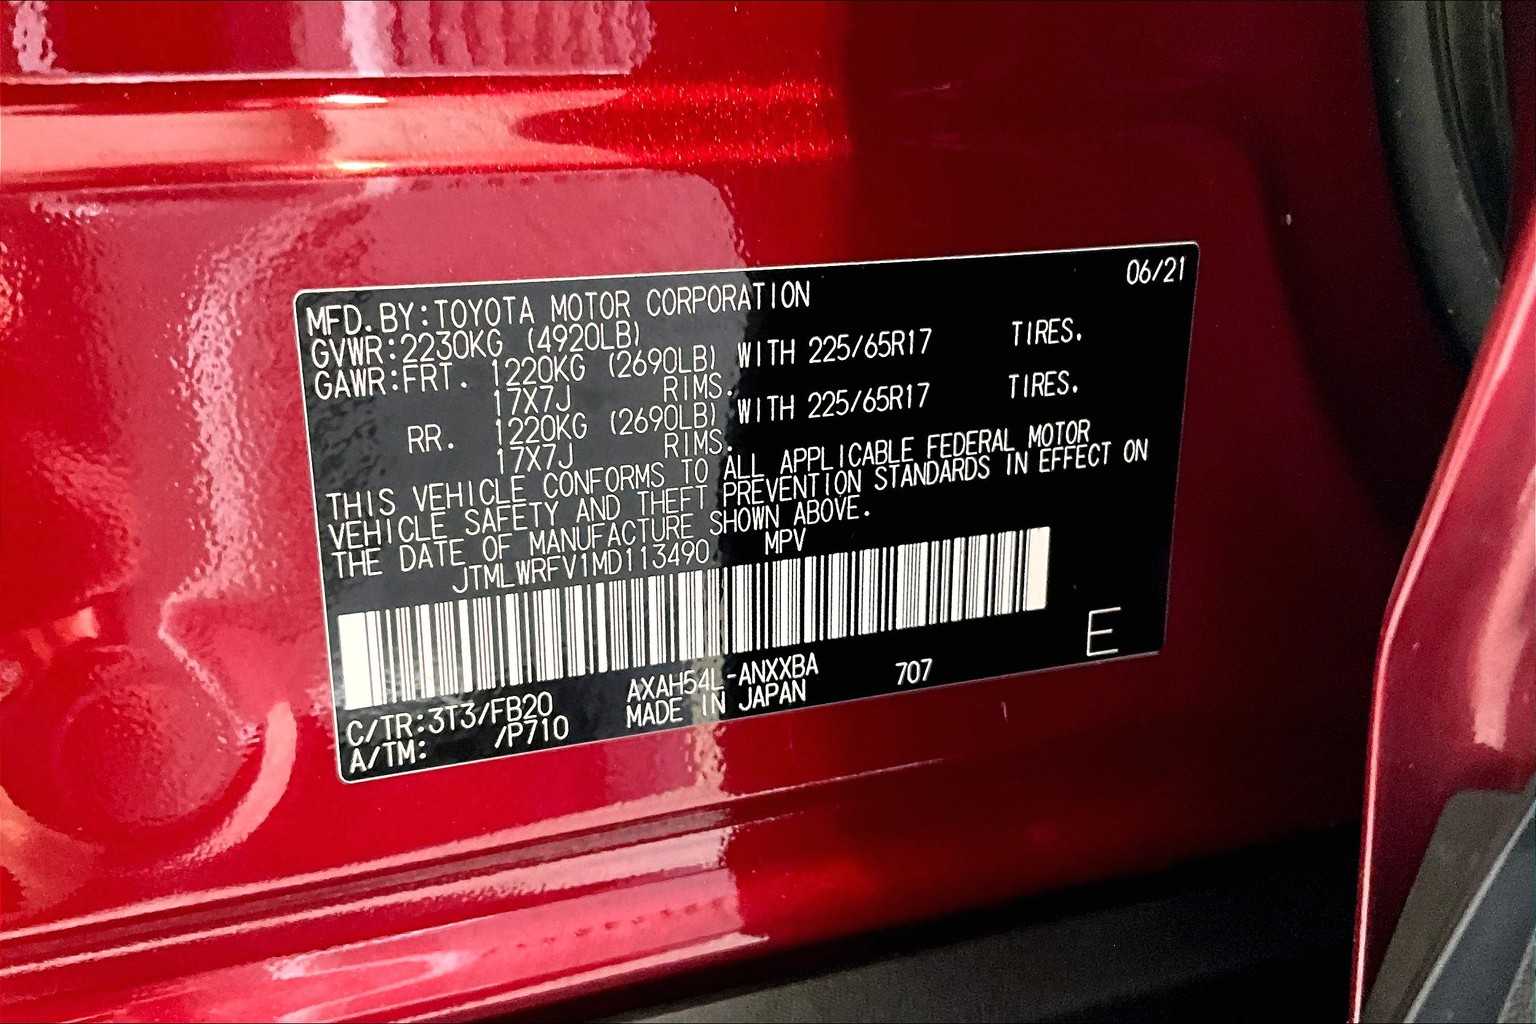 06/21
MFD.BY:TOYOTA MOTOR CORPORATION
GVWR:2230KG (4920LB)
GAWR:FRT. 1220KG (2690LB) WITH 225/65R17 TIRES.
17X7J RIMS.
RR. 1220KG (2690LB) WITH 225/65R17 TIRES.
17X7J RIMS.
THIS VEHICLE CONFORMS TO ALL APPLICABLE FEDERAL MOTOR
VEHICLE SAFETY AND THEFT PREVENTION STANDARDS IN EFFECT ON
THE DATE OF MANUFACTURE SHOWN ABOVE.
JTMLWRFV1MD113490 MPV
E
C/TR:3T3/FB20 AXAH54L-ANXXBA 707
A/TM: /P710 MADE IN JAPAN